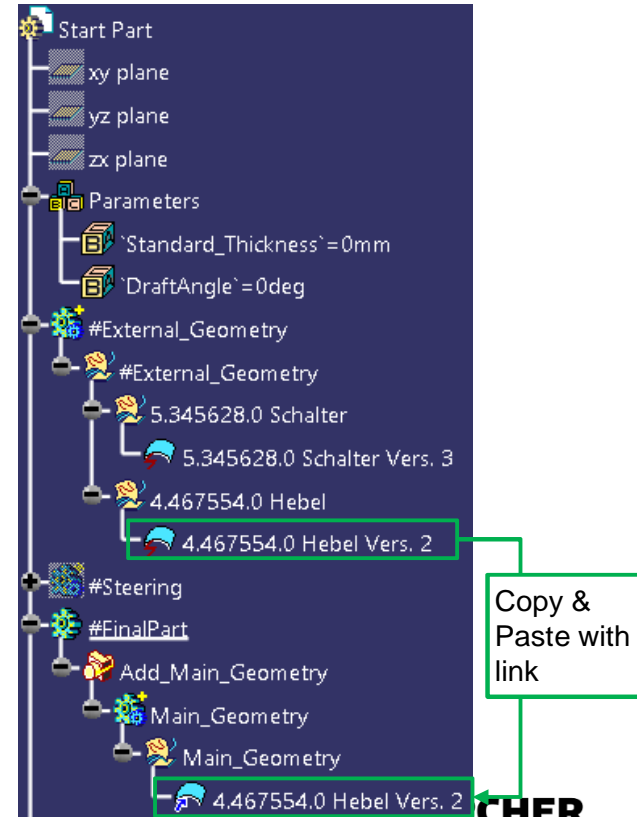 Start Part
xy plane
yz plane
zx plane
Parameters
`Standard_Thickness`=0mm
`DraftAngle`=0deg
#External_Geometry
#External_Geometry
5.345628.0 Schalter
5.345628.0 Schalter Vers. 3
4.467554.0 Hebel
4.467554.0 Hebel Vers. 2
#Steering
Copy &
Paste with
link
#FinalPart
Add_Main_Geometry
Main_Geometry
Main_Geometry
4.467554.0 Hebel Vers. 2
CHER